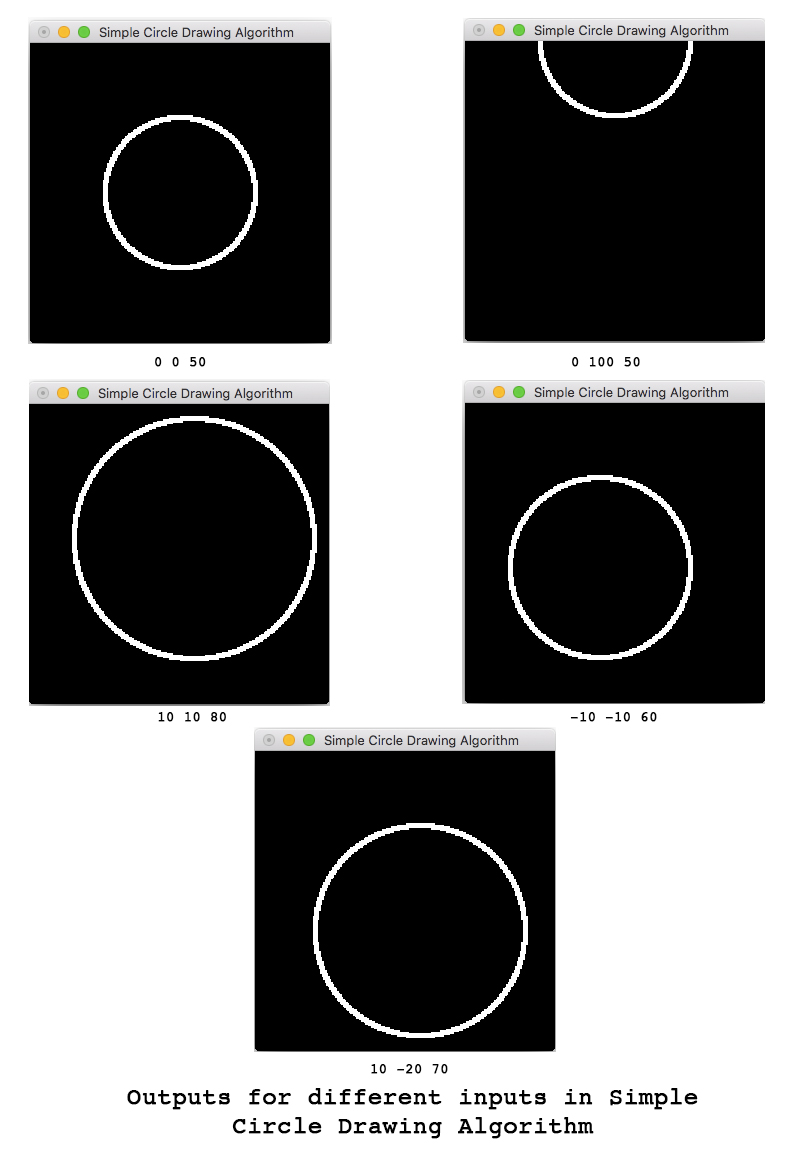 Simple Circle Drawing Algorithm
Simple Circle Drawing Algorithm
0 0 50
0 100 50
Simple Circle Drawing Algorithm
Simple Circle Drawing Algorithm
10 10 80
-10 -10 60
Simple Circle Drawing Algorithm
10 -20 70
Outputs for different inputs in Simple
Circle Drawing Algorithm